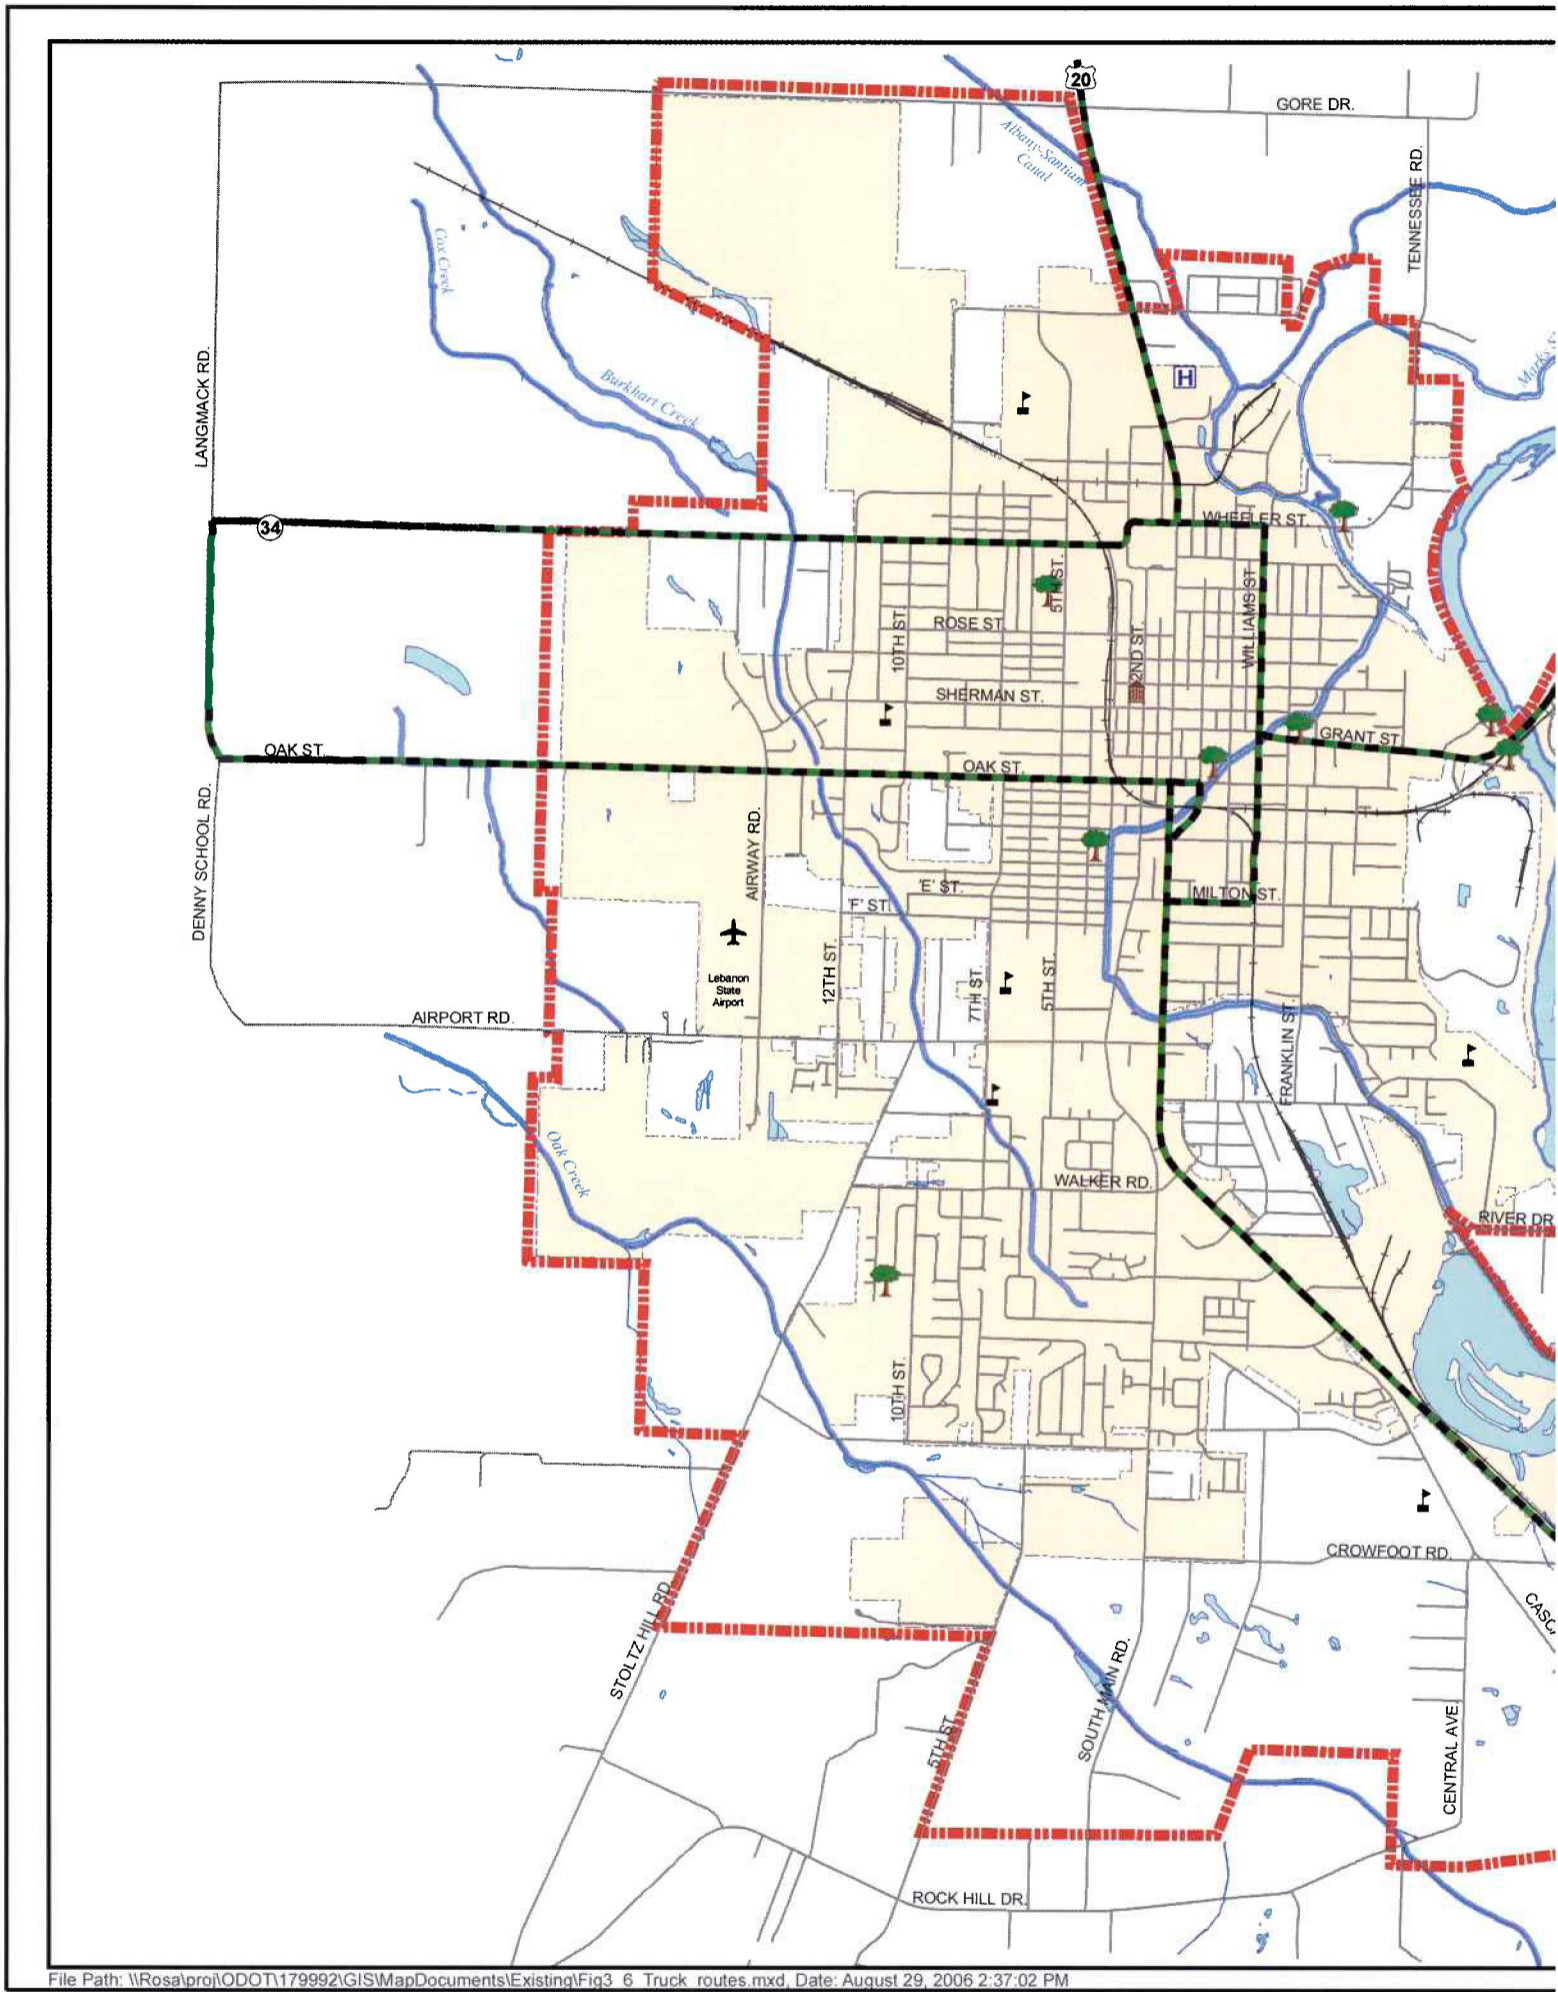 20
GORE DR.
Albany-Santiam
Canal
TENNESSEE RD.
Cox Creek
LANGMACK RD.
Burkhart Creek
H
34
WHEELER ST.
5TH ST.
10TH ST.
ROSE ST.
2ND ST.
WILLIAMS ST
SHERMAN ST.
GRANT ST
OAK ST.
OAK ST.
DENNY SCHOOL RD.
AIRWAY RD.
'E' ST.
'F' ST.
MILTON ST.
Lebanon
State
Airport
12TH ST.
7TH ST.
5TH ST.
AIRPORT RD.
FRANKLIN ST.
Oak Creek
WALKER RD.
RIVER DR
10TH ST.
CROWFOOT RD.
STOLTZ HILL RD.
SOUTH MAIN RD.
5TH ST.
CENTRAL AVE
ROCK HILL DR.
File Path: \\Rosa\proj\ODOT\179992\GIS\MapDocuments\Existing\Fig3_6_Truck_routes.mxd, Date: August 29, 2006 2:37:02 PM